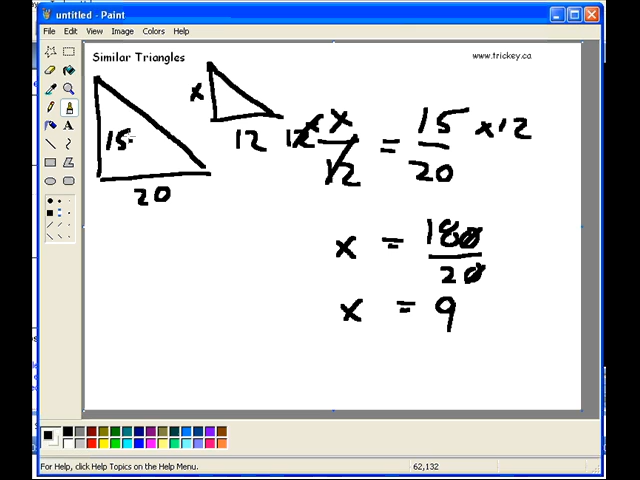 untitled - Paint
File Edit View Image Colors Help
Similar Triangles
www.trickey.ca
x
15
12
20
12 x x/12 = 15/20 x 12
x = 180/20
x = 9
For Help, click Help Topics on the Help Menu.
62,132